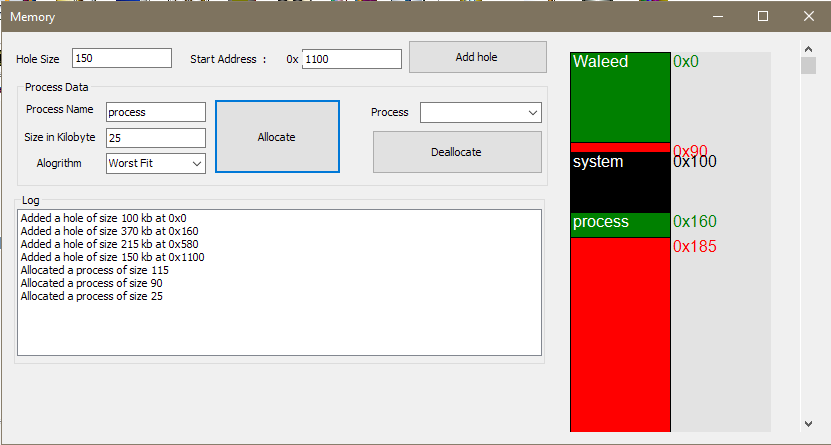 Memory
Hole Size 150 Start Address : 0x 1100 Add hole
Process Data
Process Name process
Size in Kilobyte 25
Alogrithm Worst Fit
Allocate
Process
Deallocate
Log
Added a hole of size 100 kb at 0x0
Added a hole of size 370 kb at 0x160
Added a hole of size 215 kb at 0x580
Added a hole of size 150 kb at 0x1100
Allocated a process of size 115
Allocated a process of size 90
Allocated a process of size 25
Waleed 0x0
0x90
system 0x100
process 0x160
0x185